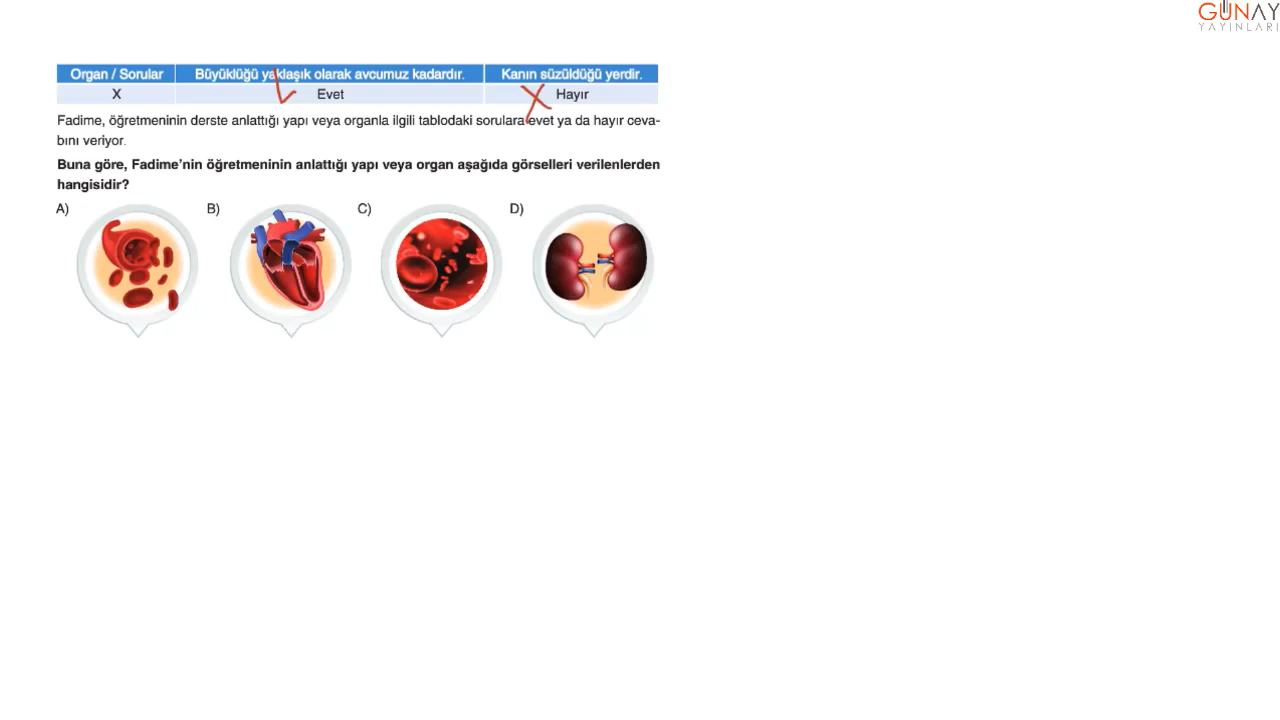 GÜNAY
YAYINLARI
Organ / Sorular Büyüklüğü yaklaşık olarak avcumuz kadardır. Kanın süzüldüğü yerdir.
X Evet Hayır
Fadime, öğretmeninin derste anlattığı yapı veya organla ilgili tablodaki sorulara evet ya da hayır ceva-
bını veriyor.
Buna göre, Fadime’nin öğretmeninin anlattığı yapı veya organ aşağıda görselleri verilenlerden
hangisidir?
A) B) C) D)